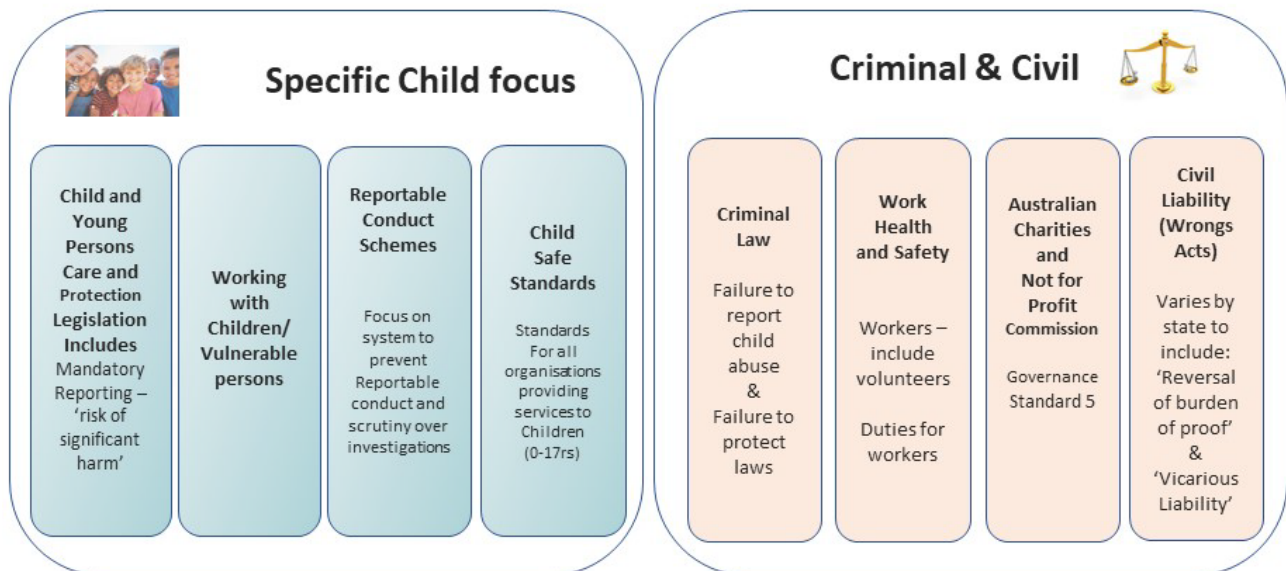 Specific Child focus
Child and
Young
Persons
Care and
Protection
Legislation
Includes
Mandatory
Reporting –
‘risk of
significant
harm’
Working
with
Children/
Vulnerable
persons
Reportable
Conduct
Schemes
Focus on
system to
prevent
Reportable
conduct and
scrutiny over
investigations
Child
Safe
Standards
Standards
For all
organisations
providing
services to
Children
(0-17rs)
Criminal & Civil
Criminal
Law
Failure to
report
child
abuse
&
Failure to
protect
laws
Work
Health
and Safety
Workers –
include
volunteers
Duties for
workers
Australian
Charities
and
Not for
Profit
Commission
Governance
Standard 5
Civil
Liability
(Wrongs
Acts)
Varies by
state to
include:
‘Reversal
of burden
of proof’
&
‘Vicarious
Liability’